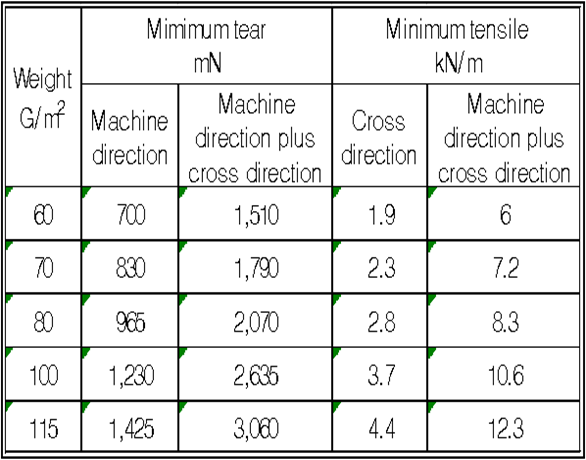 Weight
G/m²
Mimimum tear
mN
Minimum tensile
kN/m
Machine
direction
Machine
direction plus
cross direction
Cross
direction
Machine
direction plus
cross direction
60 700 1,510 1.9 6
70 830 1,790 2.3 7.2
80 965 2,070 2.8 8.3
100 1,230 2,635 3.7 10.6
115 1,425 3,060 4.4 12.3